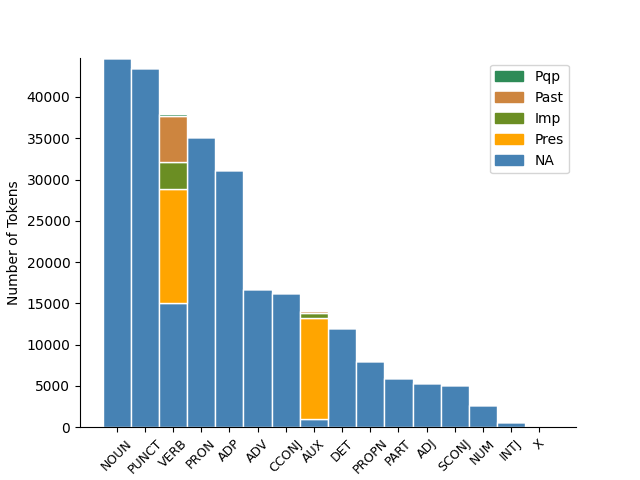 Pqp
Past
Imp
Pres
NA
Number of Tokens
40000
35000
30000
25000
20000
15000
10000
5000
0
NOUN PUNCT VERB PRON ADP ADV CCONJ AUX DET PROPN PART ADJ SCONJ NUM INTJ X